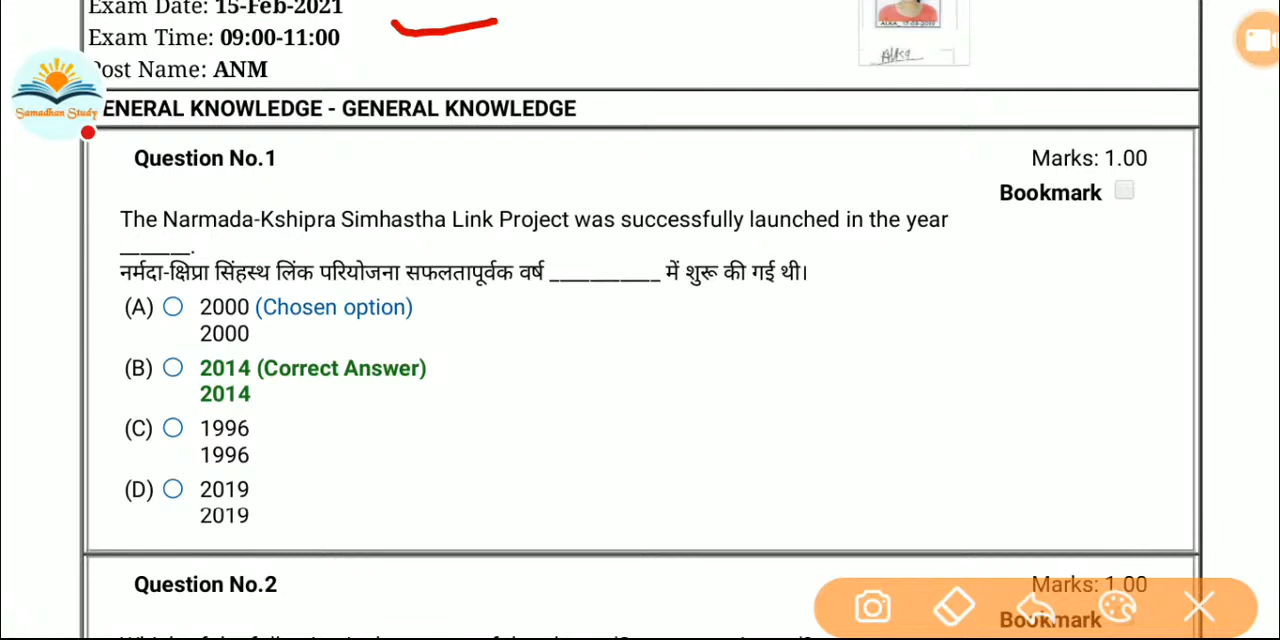 Exam Date: 15-Feb-2021
Exam Time: 09:00-11:00
Post Name: ANM
Samadhan Study
ENERAL KNOWLEDGE - GENERAL KNOWLEDGE
Question No.1 Marks: 1.00
Bookmark
The Narmada-Kshipra Simhastha Link Project was successfully launched in the year
_______.
नर्मदा-क्षिप्रा सिंहस्थ लिंक परियोजना सफलतापूर्वक वर्ष ___________ में शुरू की गई थी।
(A) 2000 (Chosen option)
2000
(B) 2014 (Correct Answer)
2014
(C) 1996
1996
(D) 2019
2019
Question No.2 Marks: 1.00
Bookmark